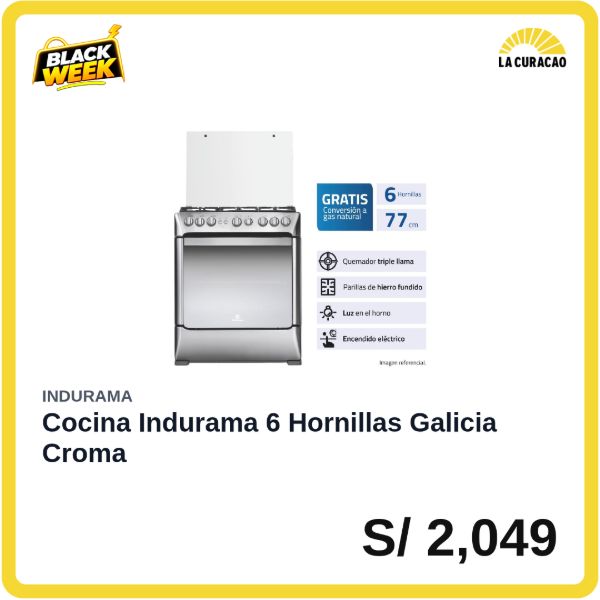 BLACK
WEEK
LA CURACAO
GRATIS
Conversión a
gas natural
6 Hornillas
77 cm
Quemador triple llama
Parillas de hierro fundido
Luz en el horno
Encendido eléctrico
Imagen referencial.
INDURAMA
Cocina Indurama 6 Hornillas Galicia
Croma
S/ 2,049